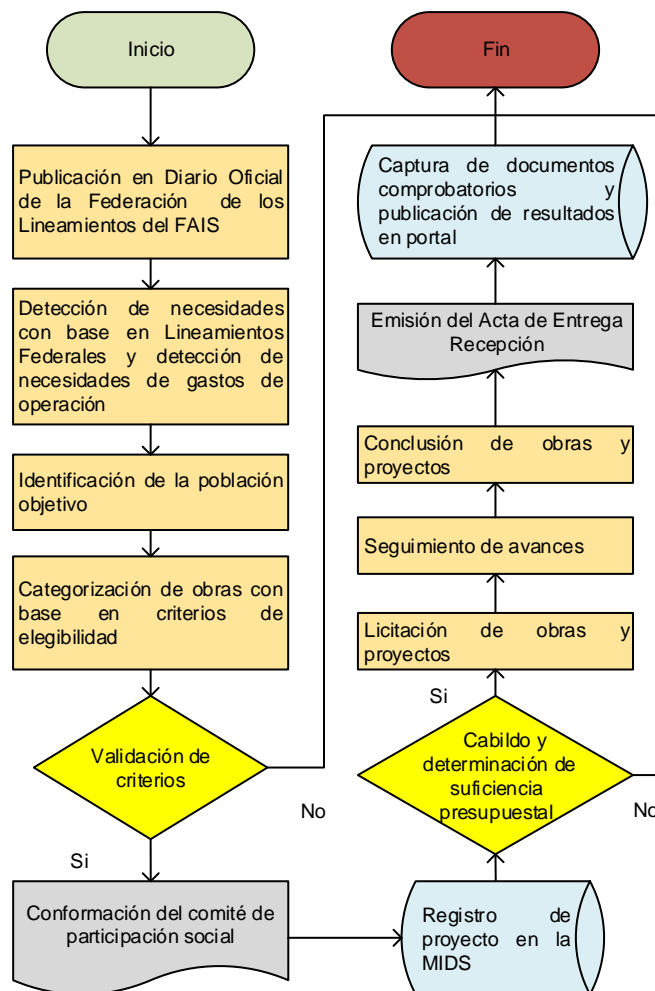 Inicio
Publicación en Diario Oficial
de la Federación de los
Lineamientos del FAIS
Detección de necesidades
con base en Lineamientos
Federales y detección de
necesidades de gastos de
operación
Identificación de la población
objetivo
Categorización de obras con
base en criterios de
elegibilidad
Validación de
criterios
No
Si
Conformación del comité de
participación social
Registro de
proyecto en la
MIDS
Cabildo y
determinación de
suficiencia
presupuestal
No
Si
Licitación de obras y
proyectos
Seguimiento de avances
Conclusión de obras y
proyectos
Emisión del Acta de Entrega
Recepción
Captura de documentos
comprobatorios y
publicación de resultados
en portal
Fin